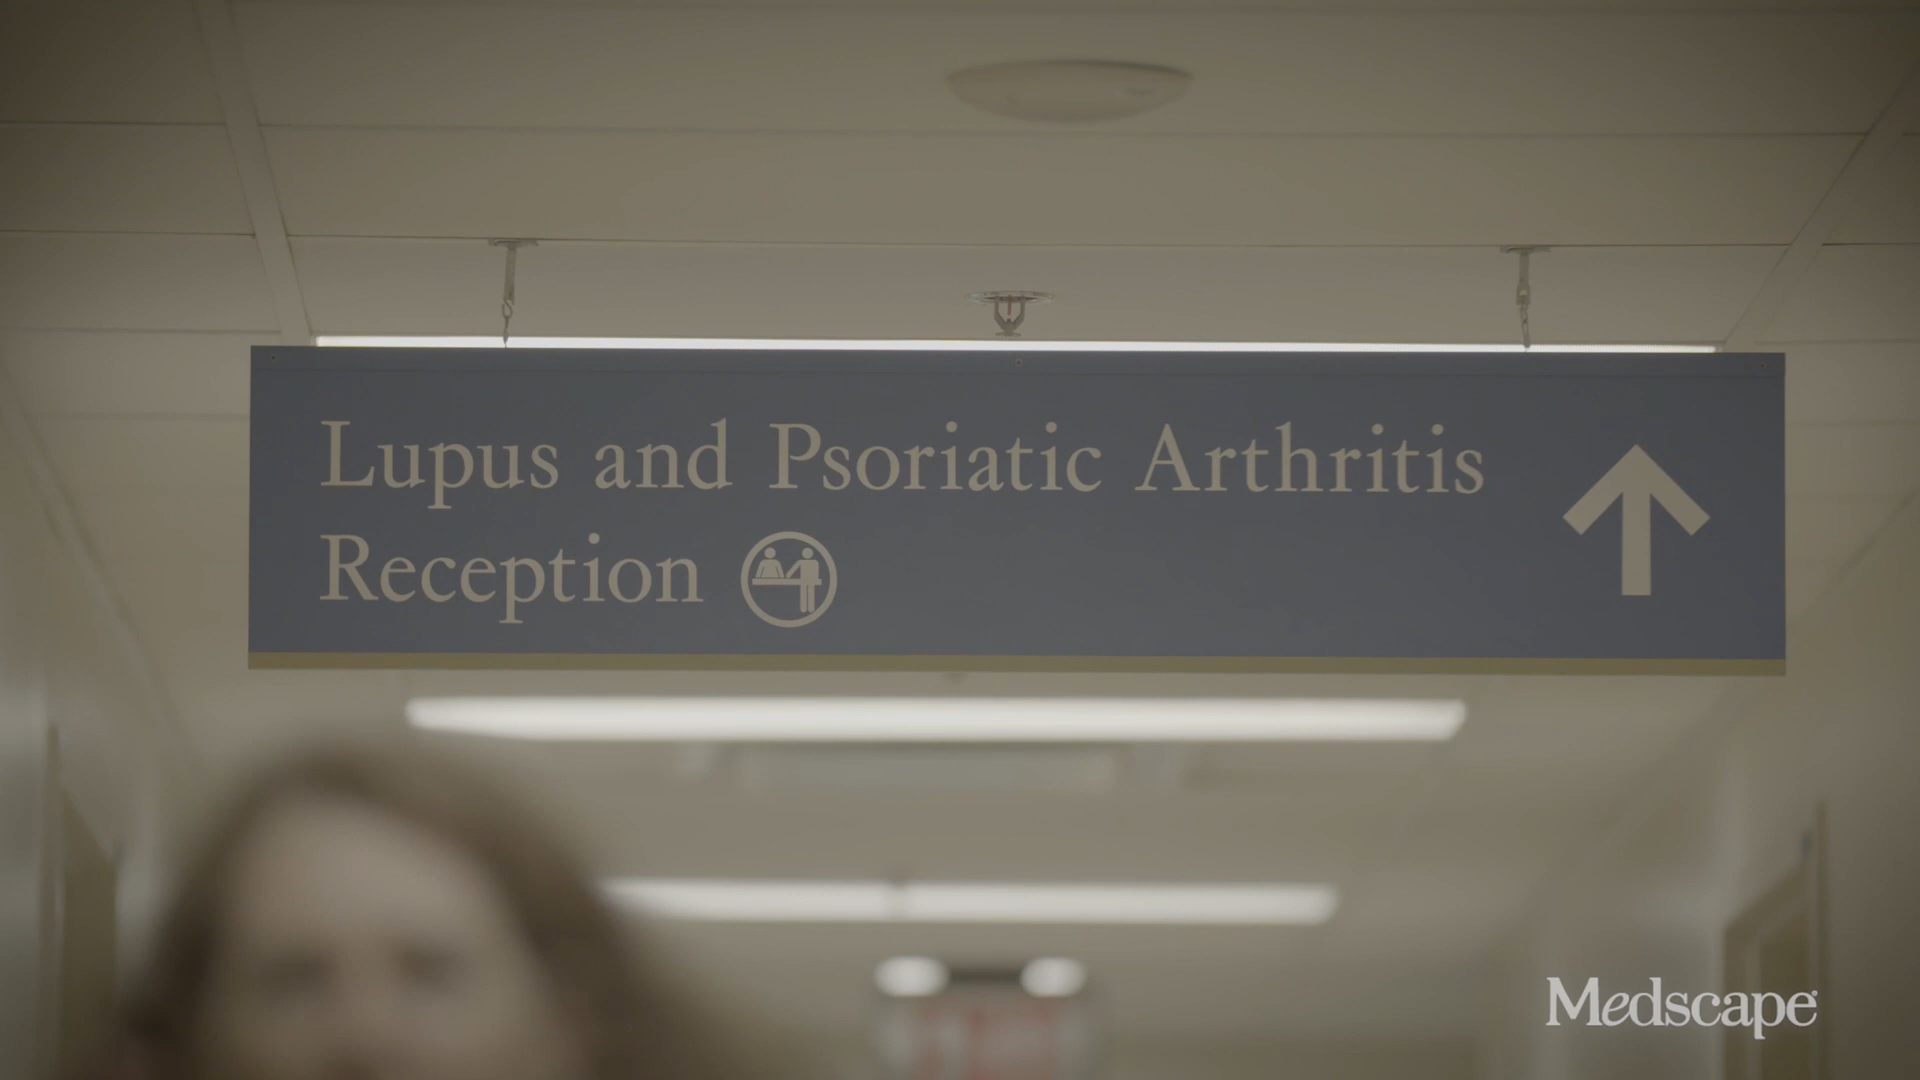 Lupus and Psoriatic Arthritis
Reception
Medscape